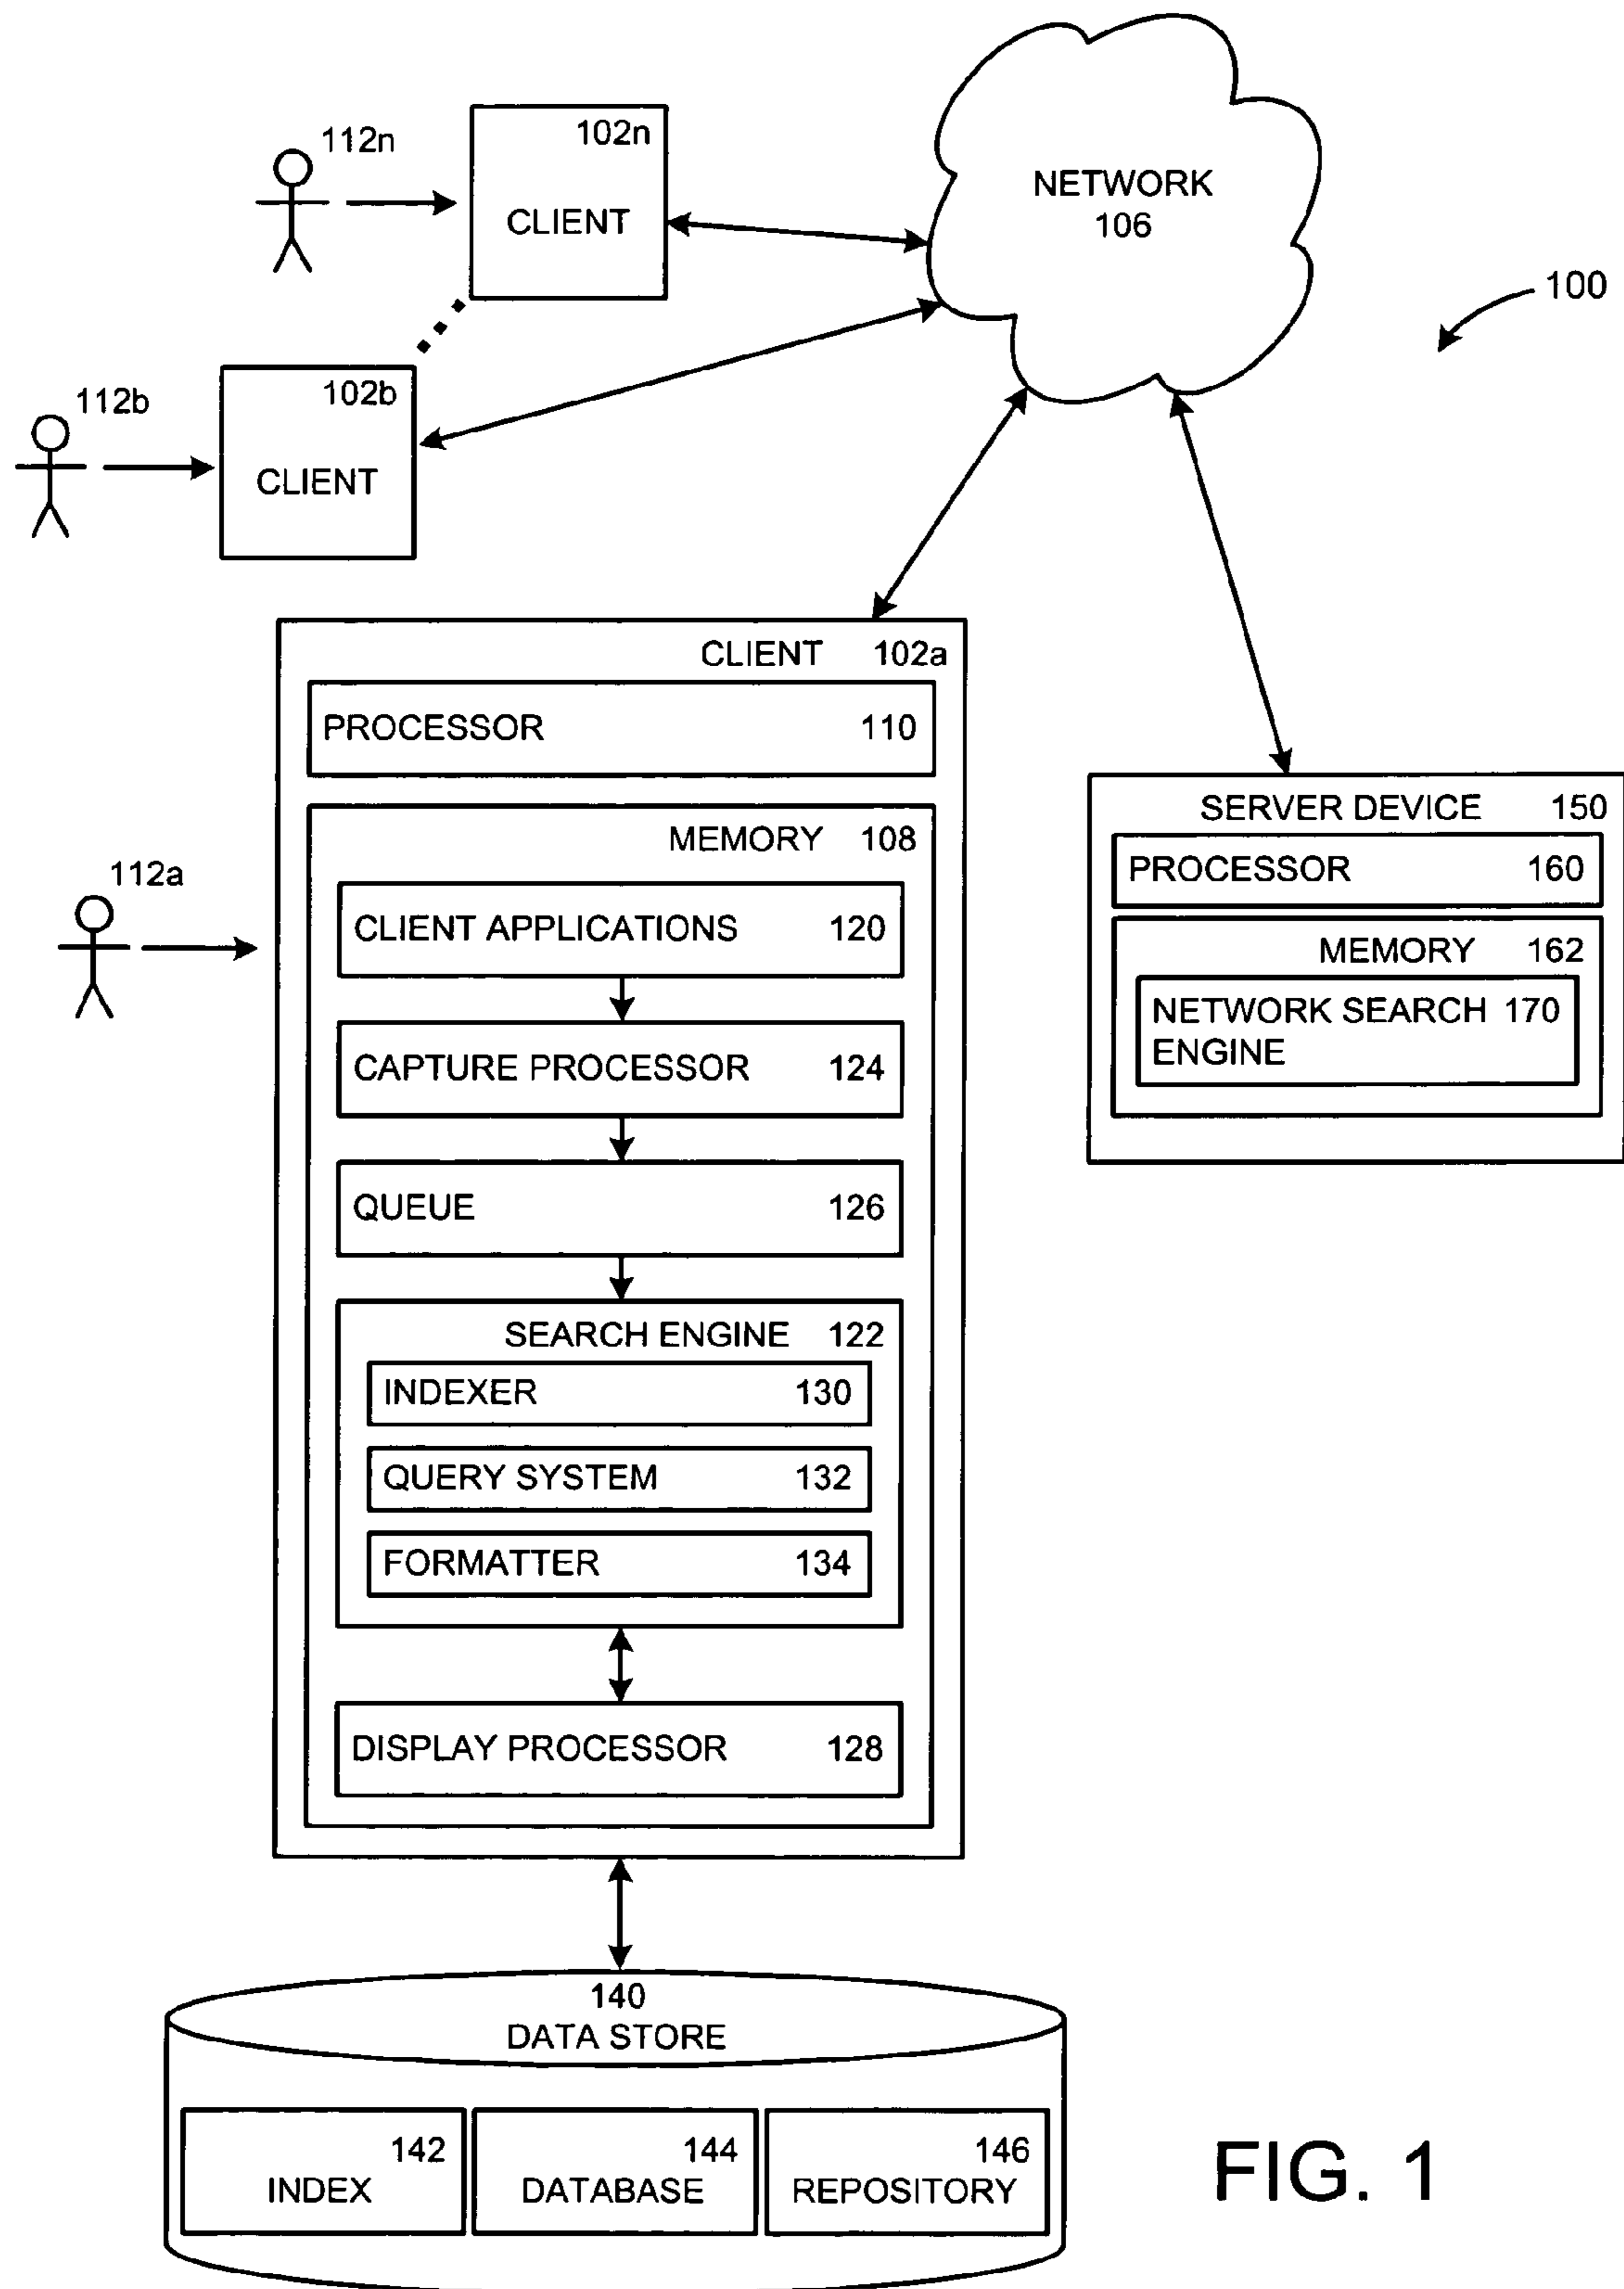 112n
102n
CLIENT
NETWORK
106
100
112b
102b
CLIENT
CLIENT 102a
PROCESSOR 110
MEMORY 108
112a
CLIENT APPLICATIONS 120
CAPTURE PROCESSOR 124
QUEUE 126
SEARCH ENGINE 122
INDEXER 130
QUERY SYSTEM 132
FORMATTER 134
DISPLAY PROCESSOR 128
SERVER DEVICE 150
PROCESSOR 160
MEMORY 162
NETWORK SEARCH 170
ENGINE
140
DATA STORE
142
INDEX
144
DATABASE
146
REPOSITORY
FIG. 1